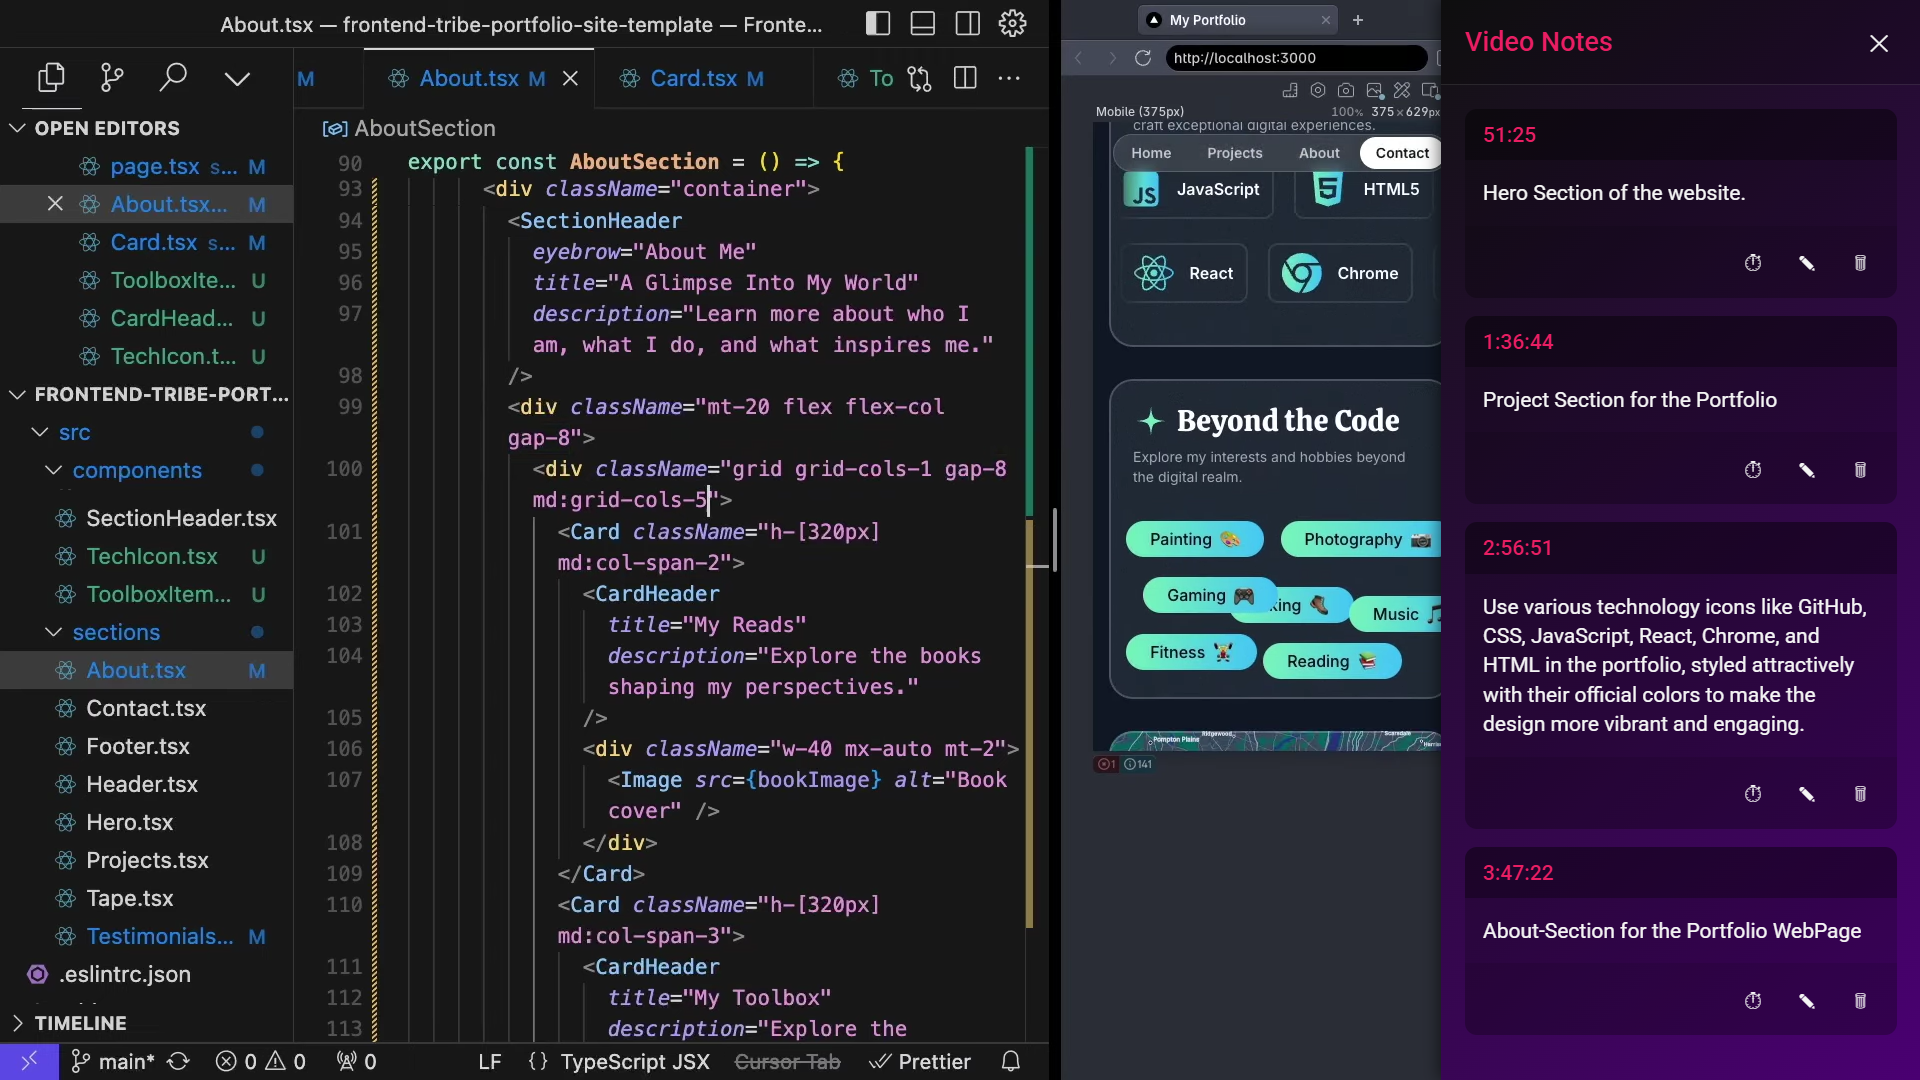 About.tsx — frontend-tribe-portfolio-site-template — Fronte...
M
About.tsx M
Card.tsx M
To
OPEN EDITORS
page.tsx s... M
About.tsx... M
Card.tsx s... M
ToolboxIte... U
CardHead... U
TechIcon.t... U
FRONTEND-TRIBE-PORT...
src
components
SectionHeader.tsx
TechIcon.tsx U
ToolboxItem... U
sections
About.tsx M
Contact.tsx
Footer.tsx
Header.tsx
Hero.tsx
Projects.tsx
Tape.tsx
Testimonials... M
.eslintrc.json
TIMELINE
AboutSection
90 export const AboutSection = () => {
93 <div className="container">
94 <SectionHeader
95 eyebrow="About Me"
96 title="A Glimpse Into My World"
97 description="Learn more about who I
am, what I do, and what inspires me."
98 />
99 <div className="mt-20 flex flex-col
gap-8">
100 <div className="grid grid-cols-1 gap-8
md:grid-cols-5">
101 <Card className="h-[320px]
md:col-span-2">
102 <CardHeader
103 title="My Reads"
104 description="Explore the books
shaping my perspectives."
105 />
106 <div className="w-40 mx-auto mt-2">
107 <Image src={bookImage} alt="Book
cover" />
108 </div>
109 </Card>
110 <Card className="h-[320px]
md:col-span-3">
111 <CardHeader
112 title="My Toolbox"
113 description="Explore the
main* 0 0 0 LF {} TypeScript JSX Cursor Tab Prettier
My Portfolio
http://localhost:3000
Mobile (375px) 100% 375×629px
craft exceptional digital experiences.
Home Projects About Contact
JS JavaScript 5 HTML5
React Chrome
Beyond the Code
Explore my interests and hobbies beyond
the digital realm.
Painting Photography
Gaming king Music
Fitness Reading
Pompton Plains Ridgewood Scarsdale
1 141
Video Notes
51:25
Hero Section of the website.
1:36:44
Project Section for the Portfolio
2:56:51
Use various technology icons like GitHub,
CSS, JavaScript, React, Chrome, and
HTML in the portfolio, styled attractively
with their official colors to make the
design more vibrant and engaging.
3:47:22
About-Section for the Portfolio WebPage